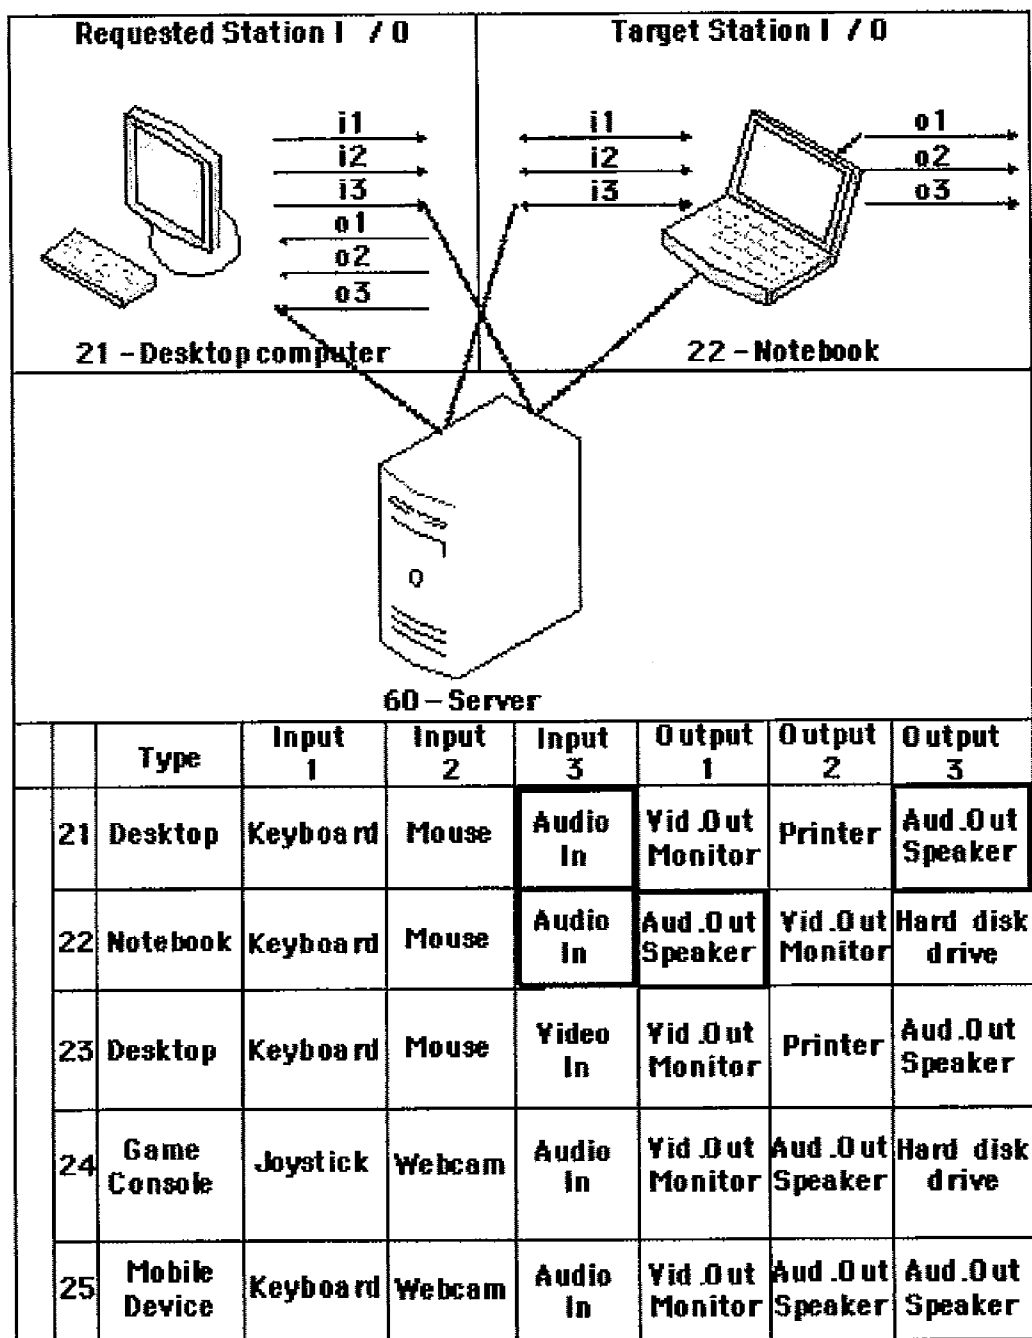 Requested Station I / O
Target Station I / O
i1
i2
i3
o1
o2
o3
i1
i2
i3
o1
o2
o3
21 – Desktop computer
22 – Notebook
60 – Server
Type Input 1 Input 2 Input 3 Output 1 Output 2 Output 3
21 Desktop Keyboard Mouse Audio In Vid.Out Monitor Printer Aud.Out Speaker
22 Notebook Keyboard Mouse Audio In Aud.Out Speaker Vid.Out Monitor Hard disk drive
23 Desktop Keyboard Mouse Video In Vid.Out Monitor Printer Aud.Out Speaker
24 Game Console Joystick Webcam Audio In Vid.Out Monitor Aud.Out Speaker Hard disk drive
25 Mobile Device Keyboard Webcam Audio In Vid.Out Monitor Aud.Out Speaker Aud.Out Speaker